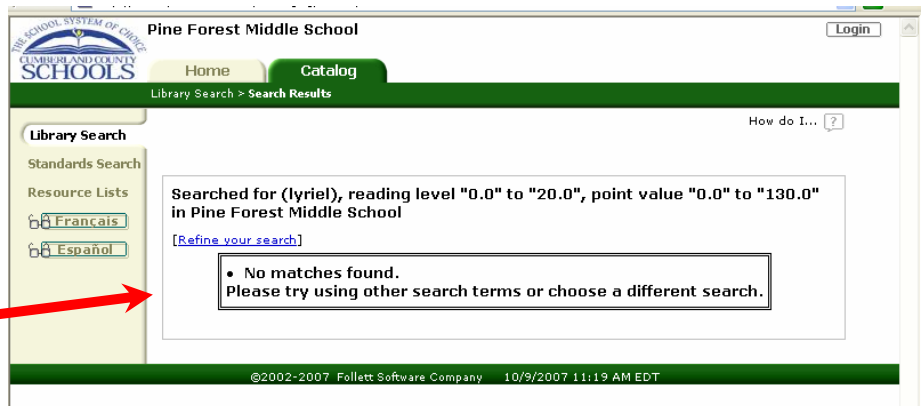 THE SCHOOL SYSTEM OF CHOICE
CUMBERLAND COUNTY
SCHOOLS
Pine Forest Middle School
Login
Home
Catalog
Library Search > Search Results
How do I... ?
Library Search
Standards Search
Resource Lists
Français
Español
Searched for (lyriel), reading level "0.0" to "20.0", point value "0.0" to "130.0"
in Pine Forest Middle School
[Refine your search]
• No matches found.
Please try using other search terms or choose a different search.
©2002-2007 Follett Software Company 10/9/2007 11:19 AM EDT